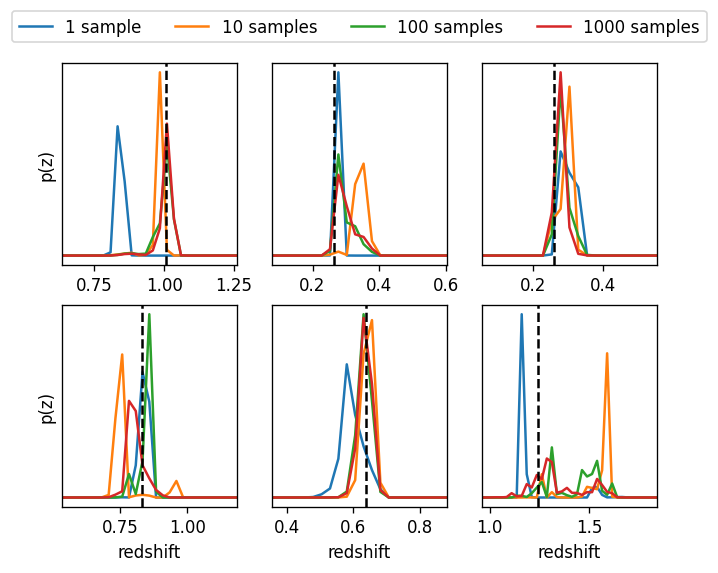 1 sample 10 samples 100 samples 1000 samples
p(z)
0.75 1.00 1.25
0.2 0.4 0.6
0.2 0.4
p(z)
0.75 1.00
0.4 0.6 0.8
1.0 1.5
redshift redshift redshift